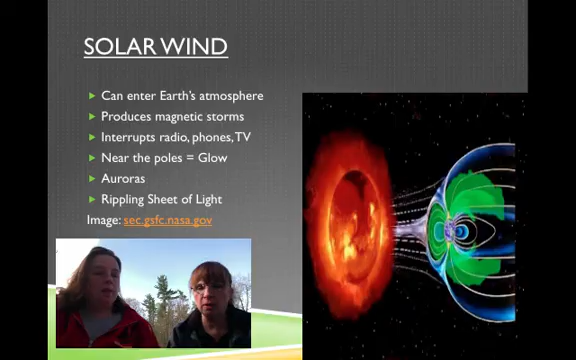 SOLAR WIND
Can enter Earth's atmosphere
Produces magnetic storms
Interrupts radio, phones, TV
Near the poles = Glow
Auroras
Rippling Sheet of Light
Image: sec.gsfc.nasa.gov